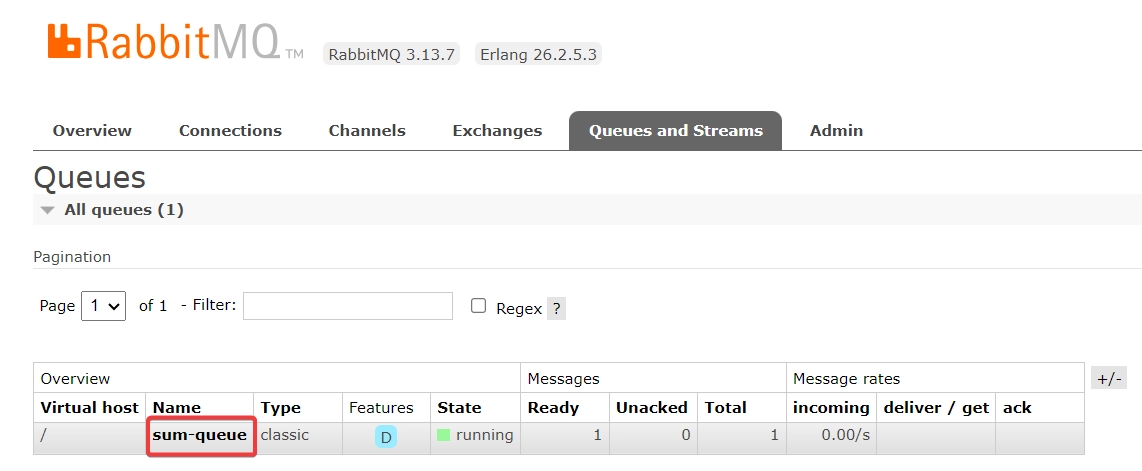 RabbitMQ TM RabbitMQ 3.13.7 Erlang 26.2.5.3
Overview Connections Channels Exchanges Queues and Streams Admin
Queues
All queues (1)
Pagination
Page 1 of 1 - Filter: Regex ?
Overview Messages Message rates +/-
Virtual host Name Type Features State Ready Unacked Total incoming deliver / get ack
/ sum-queue classic D running 1 0 1 0.00/s